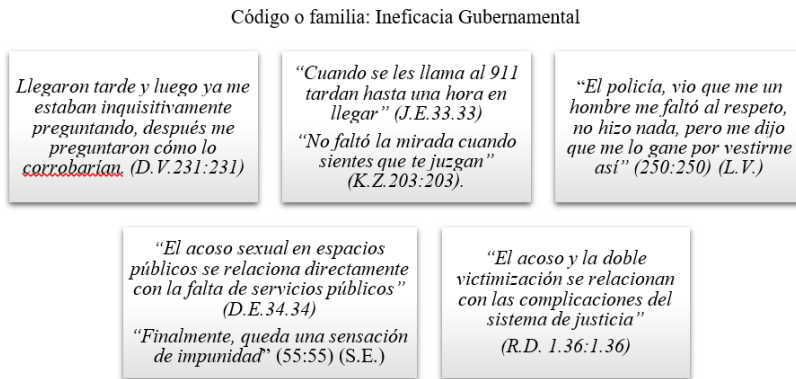 Código o familia: Ineficacia Gubernamental
Llegaron tarde y luego ya me
estaban inquisitivamente
preguntando, después me
preguntaron cómo lo
corrobarían. (D.V.231:231)
“Cuando se les llama al 911
tardan hasta una hora en
llegar” (J.E.33.33)
“No faltó la mirada cuando
sientes que te juzgan”
(K.Z.203:203).
“El policía, vio que me un
hombre me faltó al respeto,
no hizo nada, pero me dijo
que me lo gane por vestirme
así” (250:250) (L.V.)
“El acoso sexual en espacios
públicos se relaciona directamente
con la falta de servicios públicos”
(D.E.34.34)
“Finalmente, queda una sensación
de impunidad” (55:55) (S.E.)
“El acoso y la doble
victimización se relacionan
con las complicaciones del
sistema de justicia”
(R.D. 1.36:1.36)